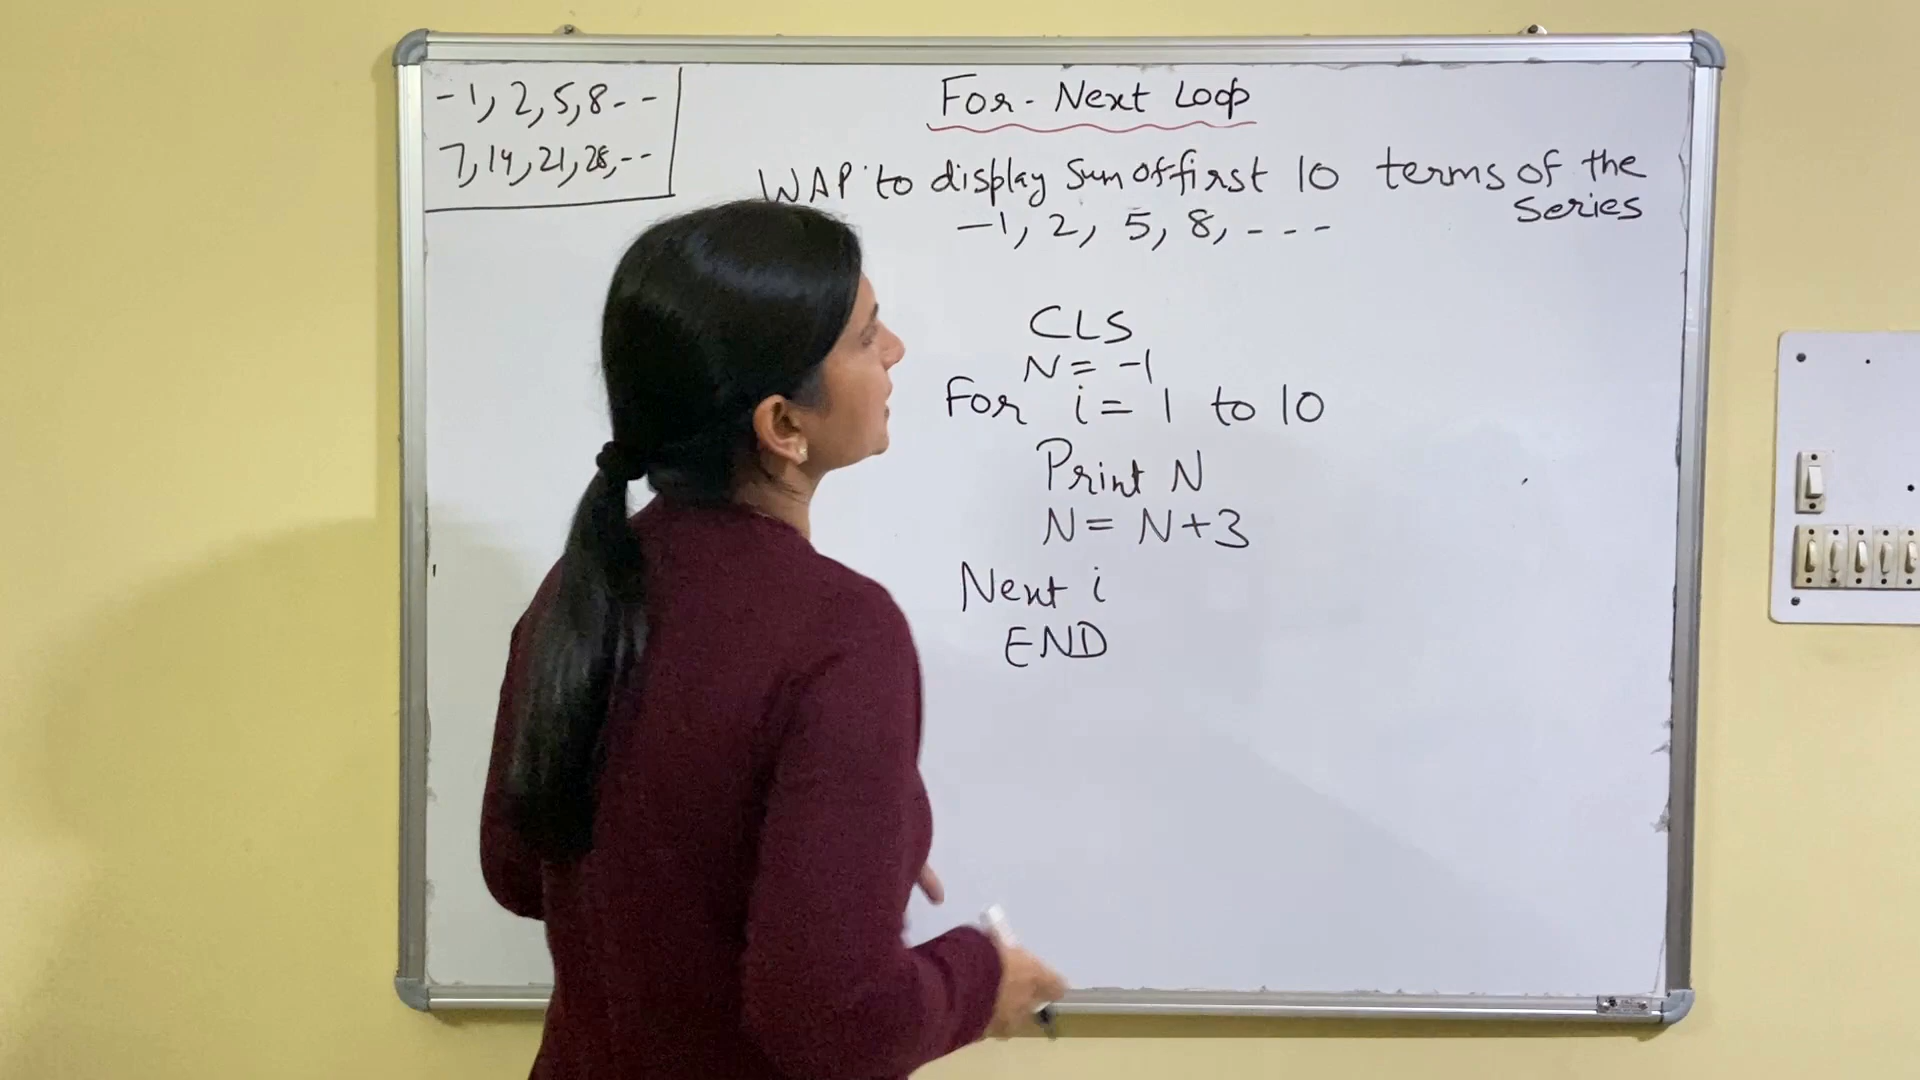 -1, 2, 5, 8 - -
7, 14, 21, 28, - -
For - Next Loop
WAP to display Sum of first 10 terms of the series
-1, 2, 5, 8, - - -
CLS
N = -1
For i = 1 to 10
Print N
N = N+3
Next i
END